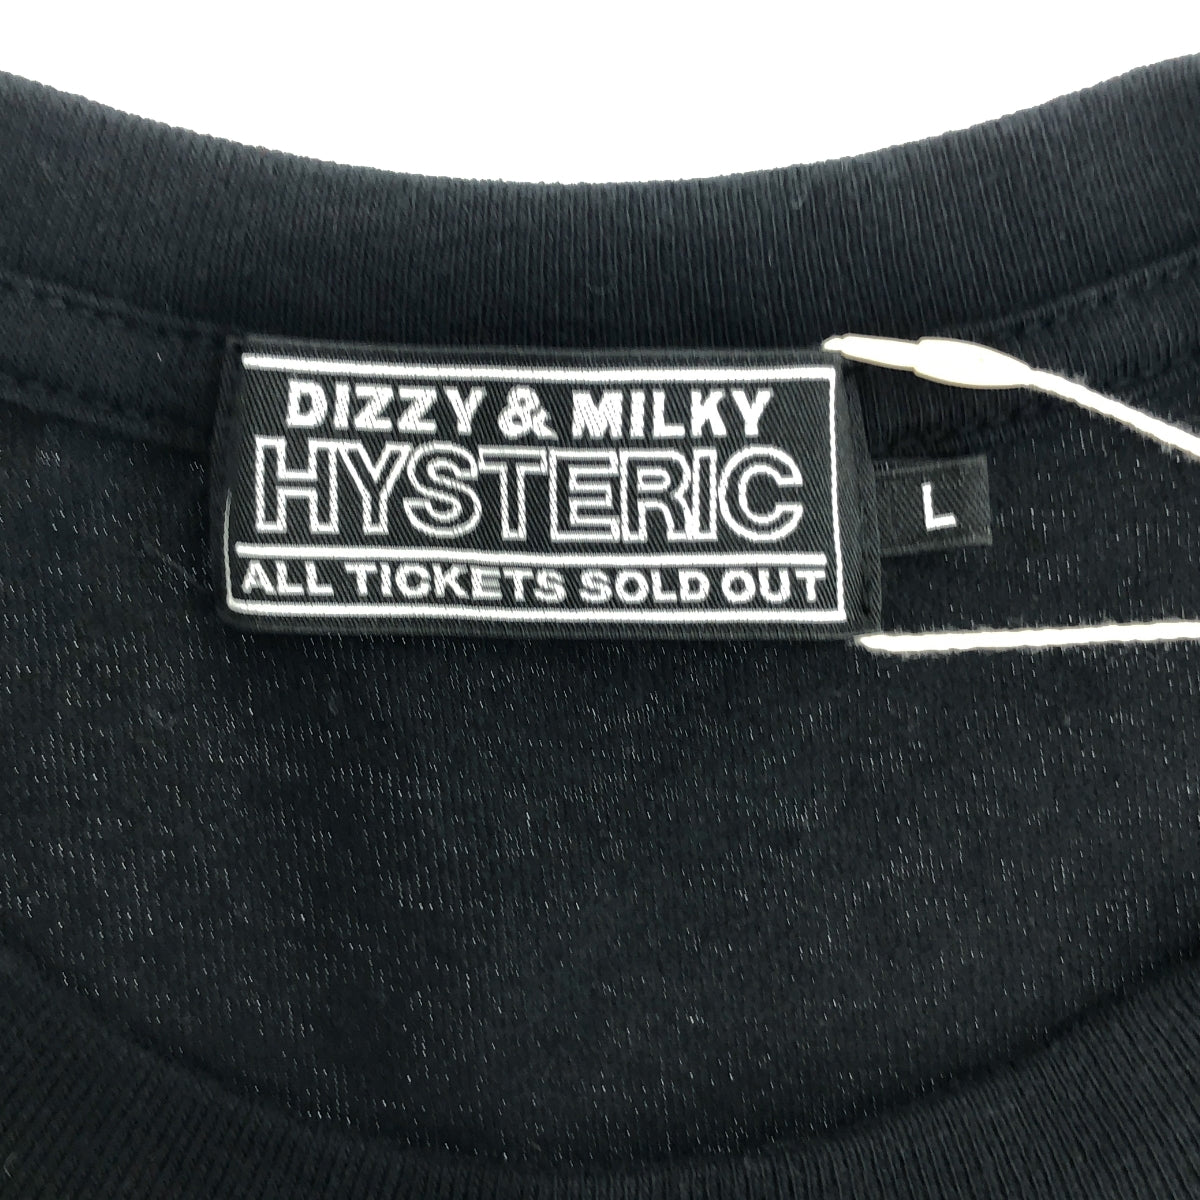 DIZZY & MILKY
HYSTERIC
ALL TICKETS SOLD OUT
L